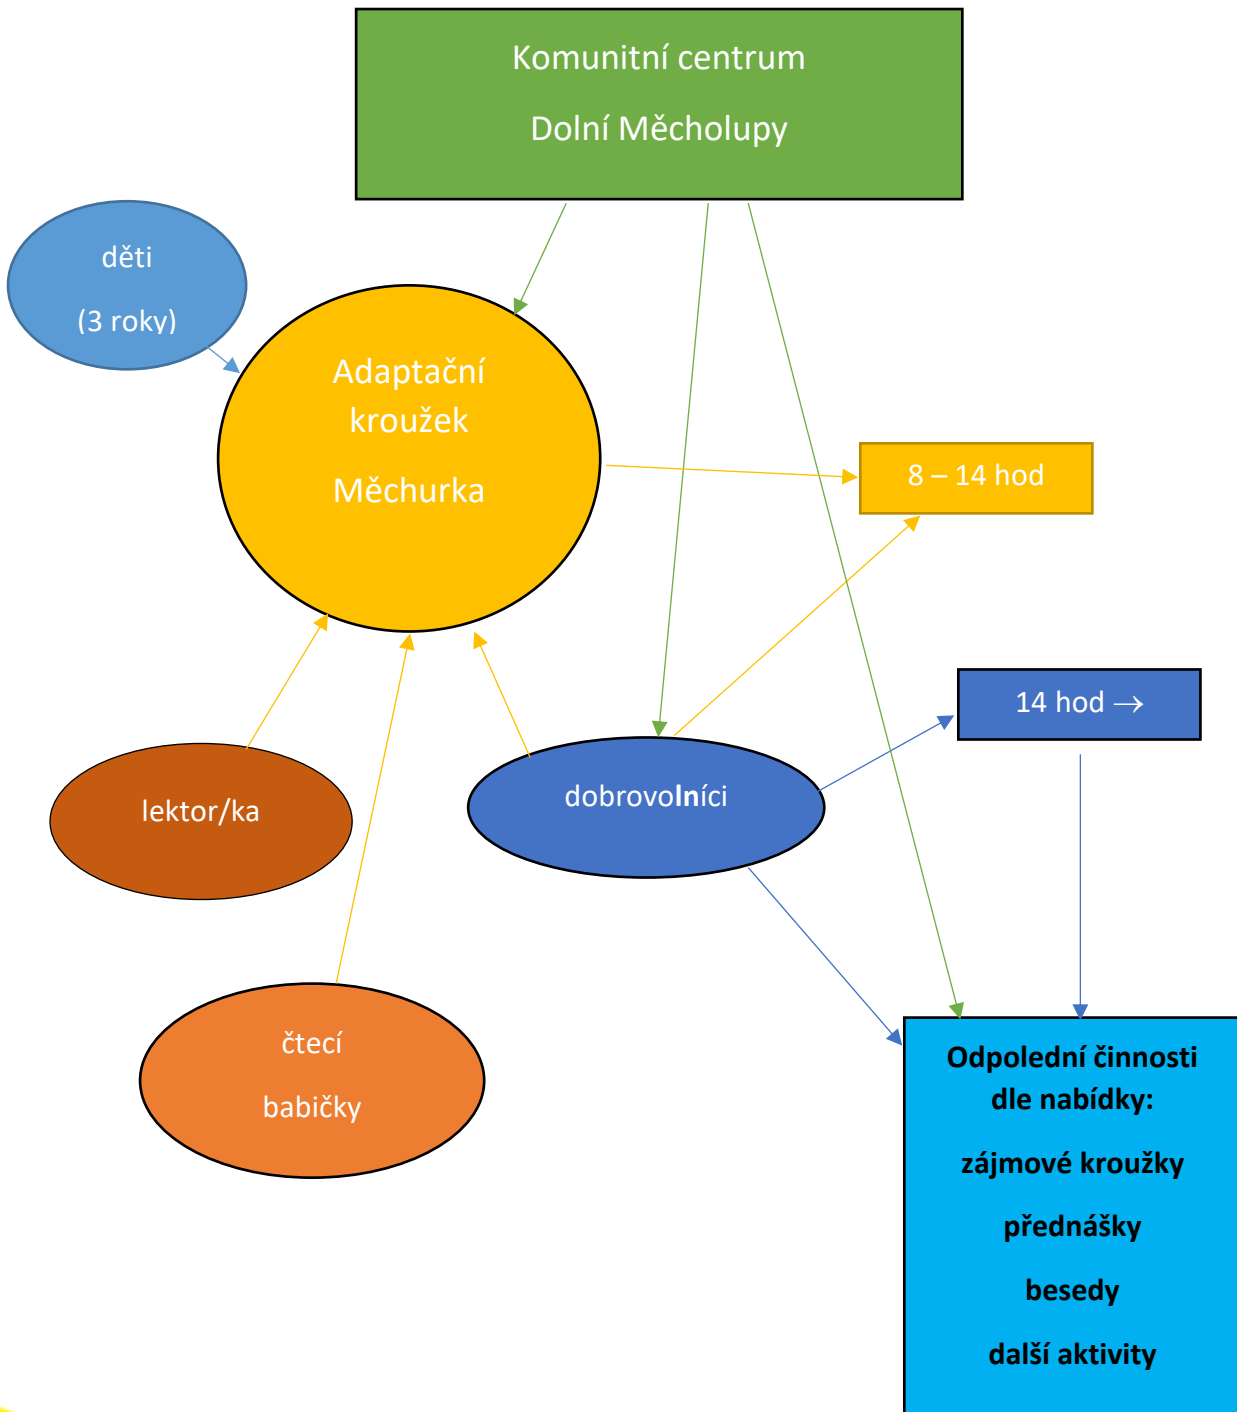 Komunitní centrum
Dolní Měcholupy
děti
(3 roky)
Adaptační
kroužek
Měchurka
8 – 14 hod
14 hod →
lektor/ka
dobrovolníci
čtecí
babičky
Odpolední činnosti
dle nabídky:
zájmové kroužky
přednášky
besedy
další aktivity